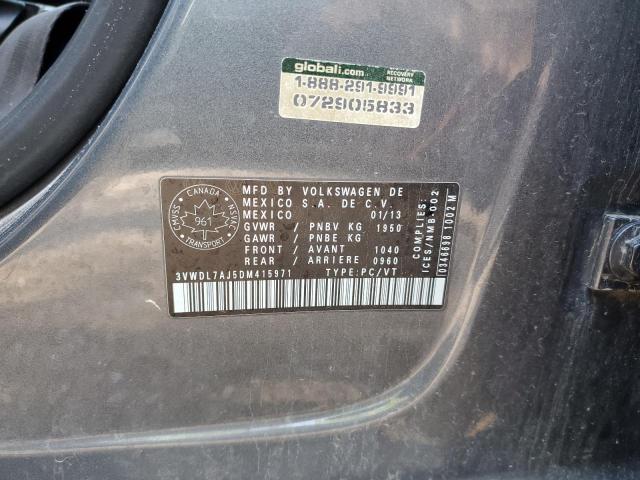 globali.com
RECOVERY
NETWORK
1-888-291-9991
072905833
CANADA
CMVSS
NSVAC
961
TRANSPORT
MFD BY VOLKSWAGEN DE
MEXICO S.A. DE C.V.
MEXICO 01/13
GVWR / PNBV KG 1950
GAWR / PNBE KG
FRONT / AVANT 1040
REAR / ARRIERE 0960
3VWDL7AJ5DM415971 TYPE:PC/VT
ICES/NMB-002
0346698 1002 M